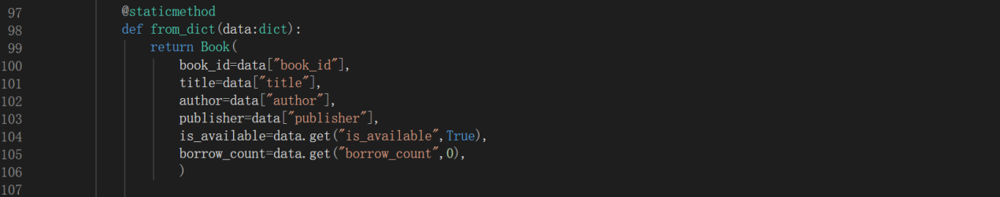 97 @staticmethod
98 def from_dict(data:dict):
99 return Book(
100 book_id=data["book_id"],
101 title=data["title"],
102 author=data["author"],
103 publisher=data["publisher"],
104 is_available=data.get("is_available",True),
105 borrow_count=data.get("borrow_count",0),
106 )
107